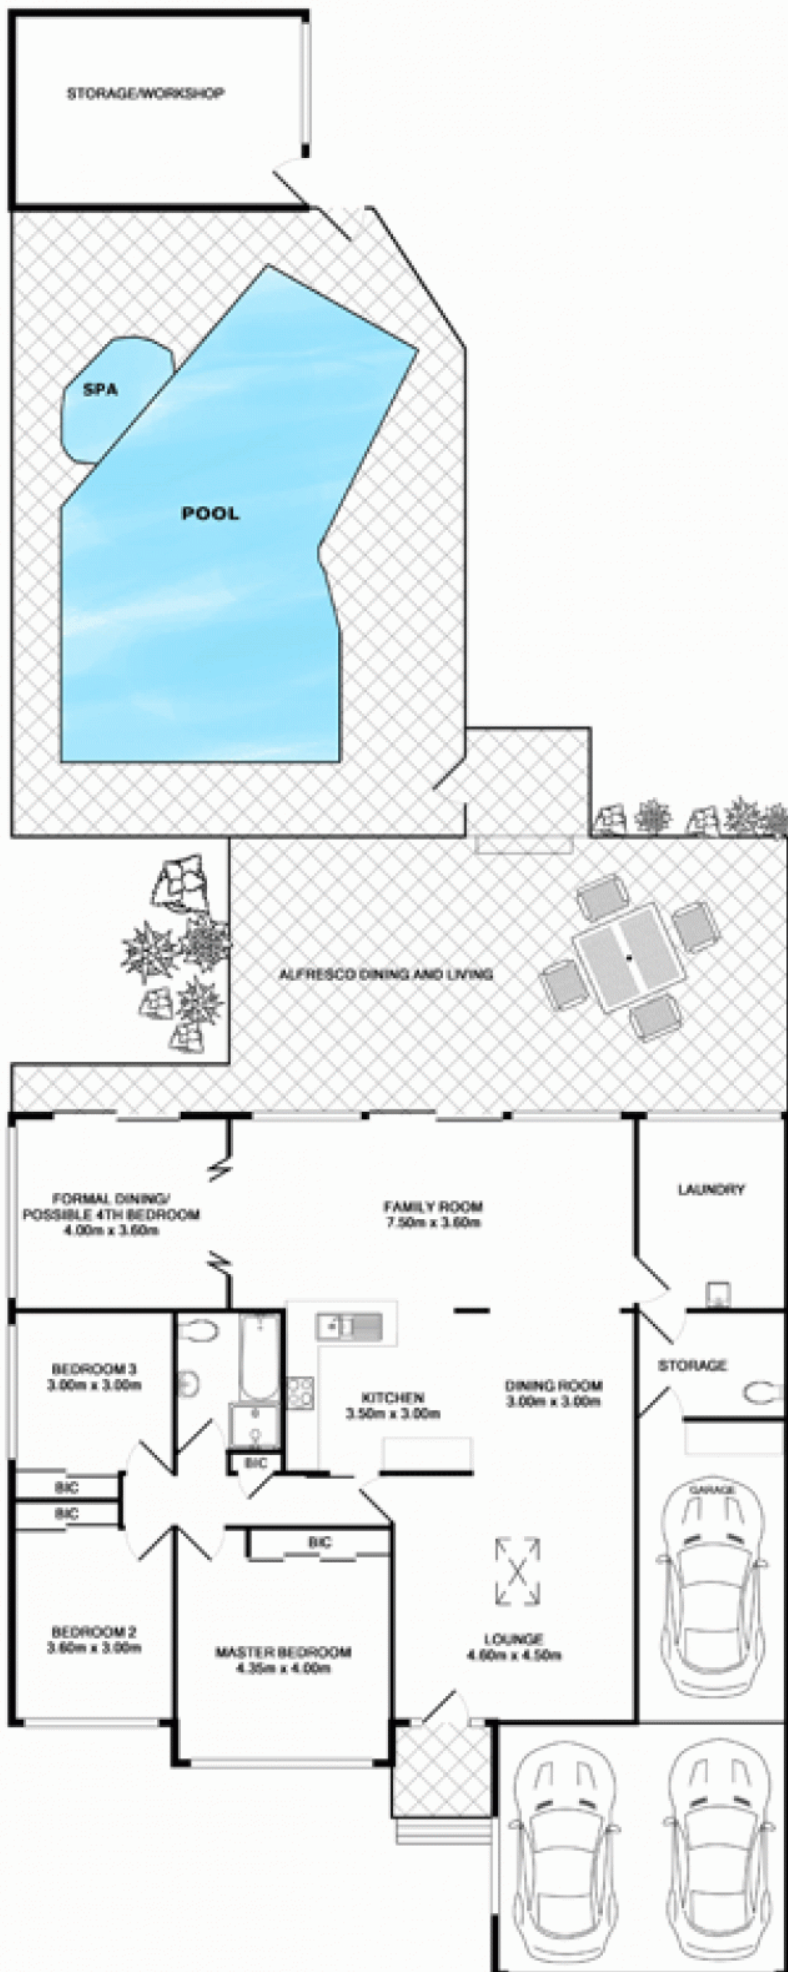 STORAGE/WORKSHOP
SPA
POOL
ALFRESCO DINING AND LIVING
FORMAL DINING/
POSSIBLE 4TH BEDROOM
4.00m x 3.60m
FAMILY ROOM
7.50m x 3.60m
LAUNDRY
BEDROOM 3
3.00m x 3.00m
KITCHEN
3.50m x 3.00m
DINING ROOM
3.00m x 3.00m
STORAGE
BIC
BIC
BIC
GARAGE
BIC
BEDROOM 2
3.60m x 3.00m
MASTER BEDROOM
4.35m x 4.00m
LOUNGE
4.60m x 4.50m